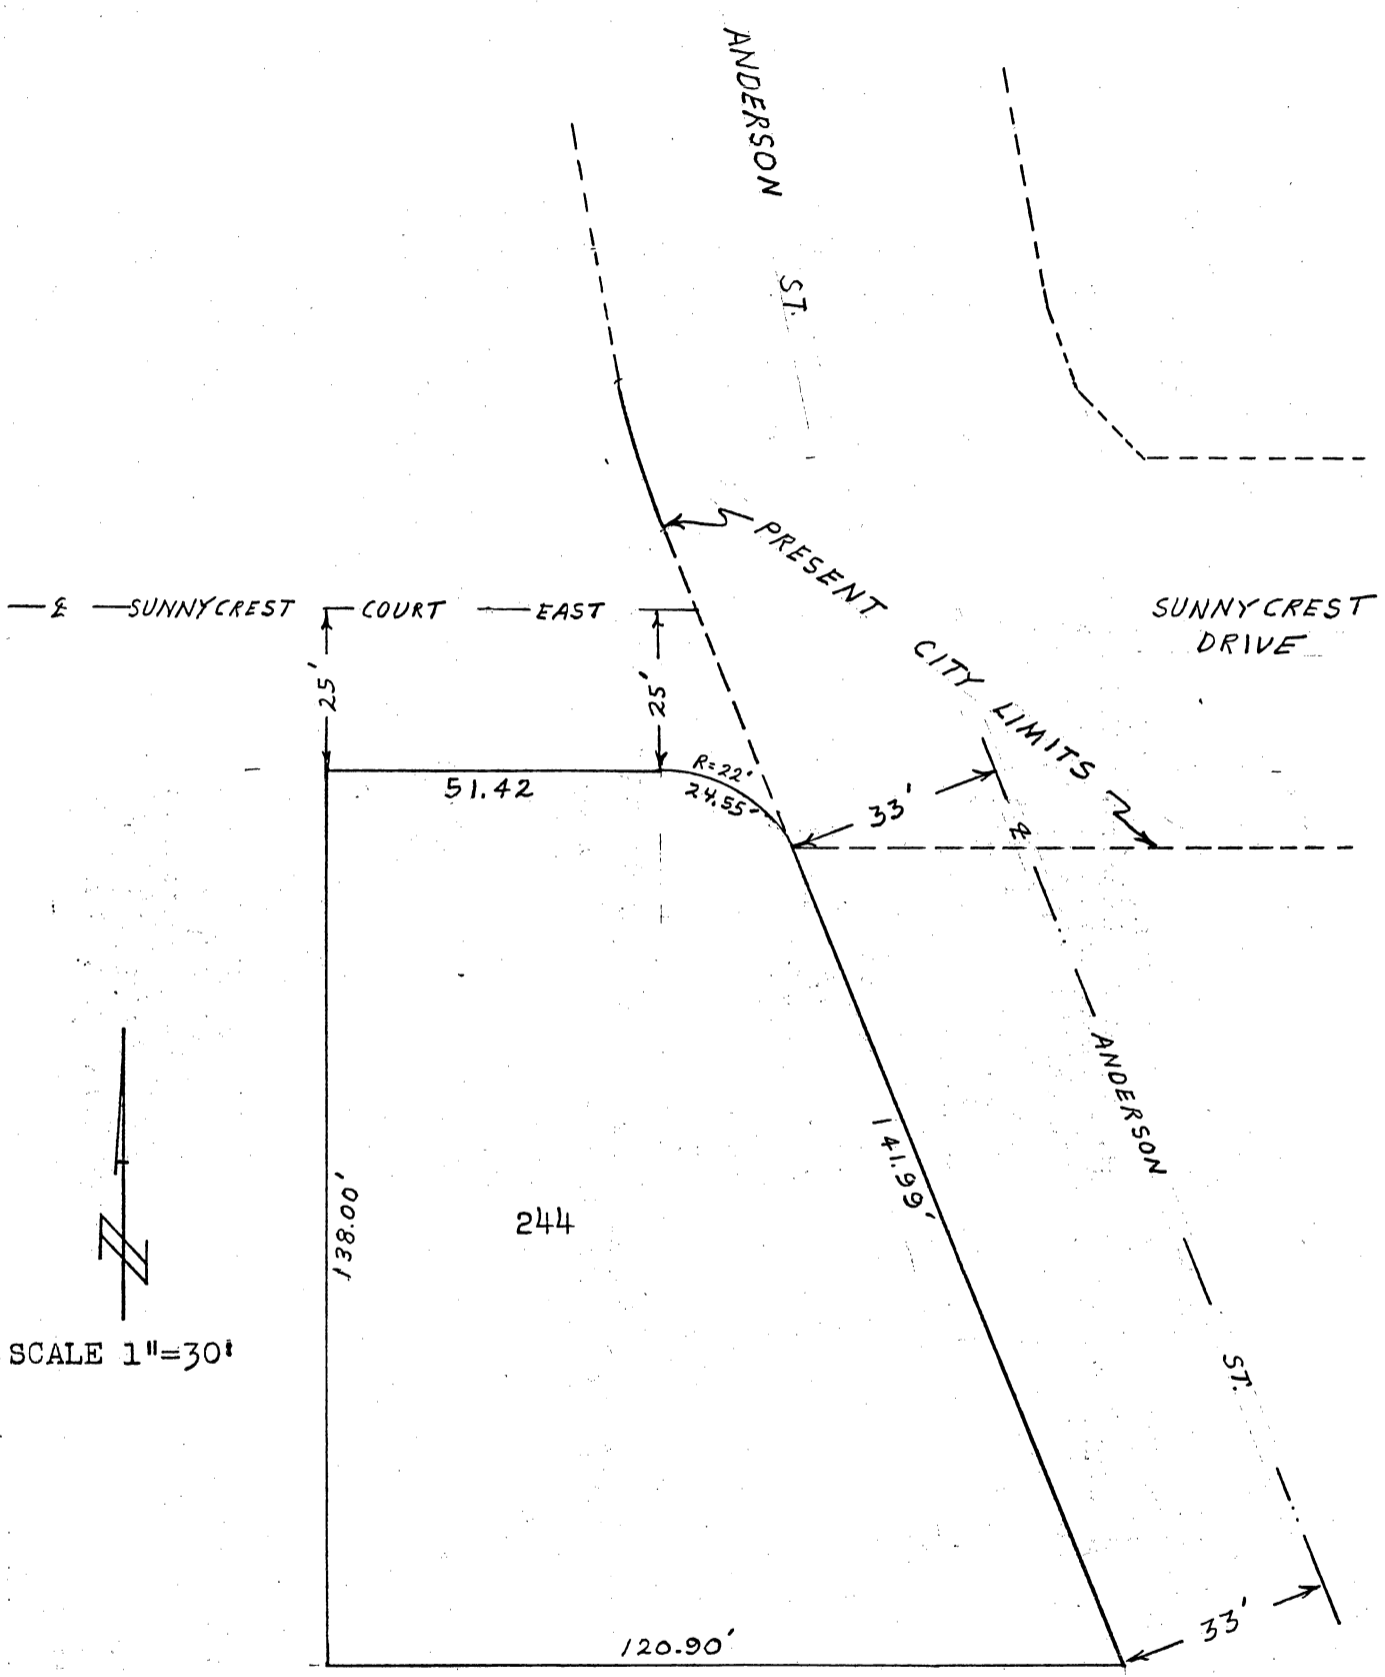 ANDERSON ST.
PRESENT CITY LIMITS
℄ SUNNYCREST COURT EAST
SUNNYCREST
DRIVE
25'
25'
R=22'
51.42
24.55'
33'
℄ ANDERSON ST.
141.99'
138.00'
244
SCALE 1"=30'
33'
120.90'